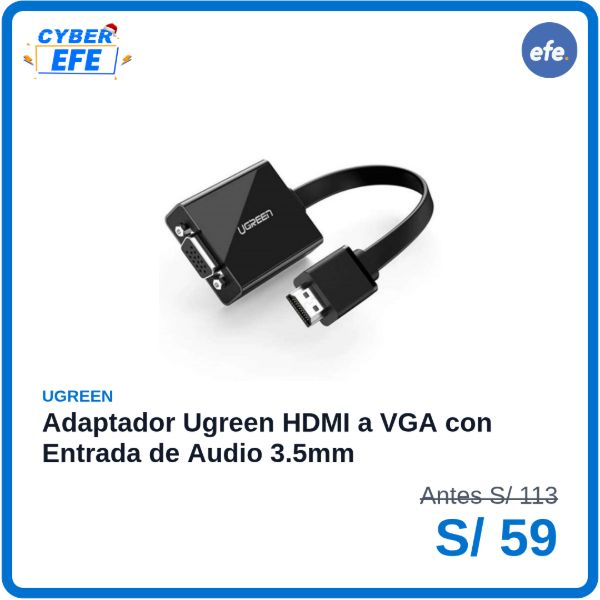 CYBER
EFE
efe.
UGREEN
UGREEN
Adaptador Ugreen HDMI a VGA con
Entrada de Audio 3.5mm
Antes S/ 113
S/ 59